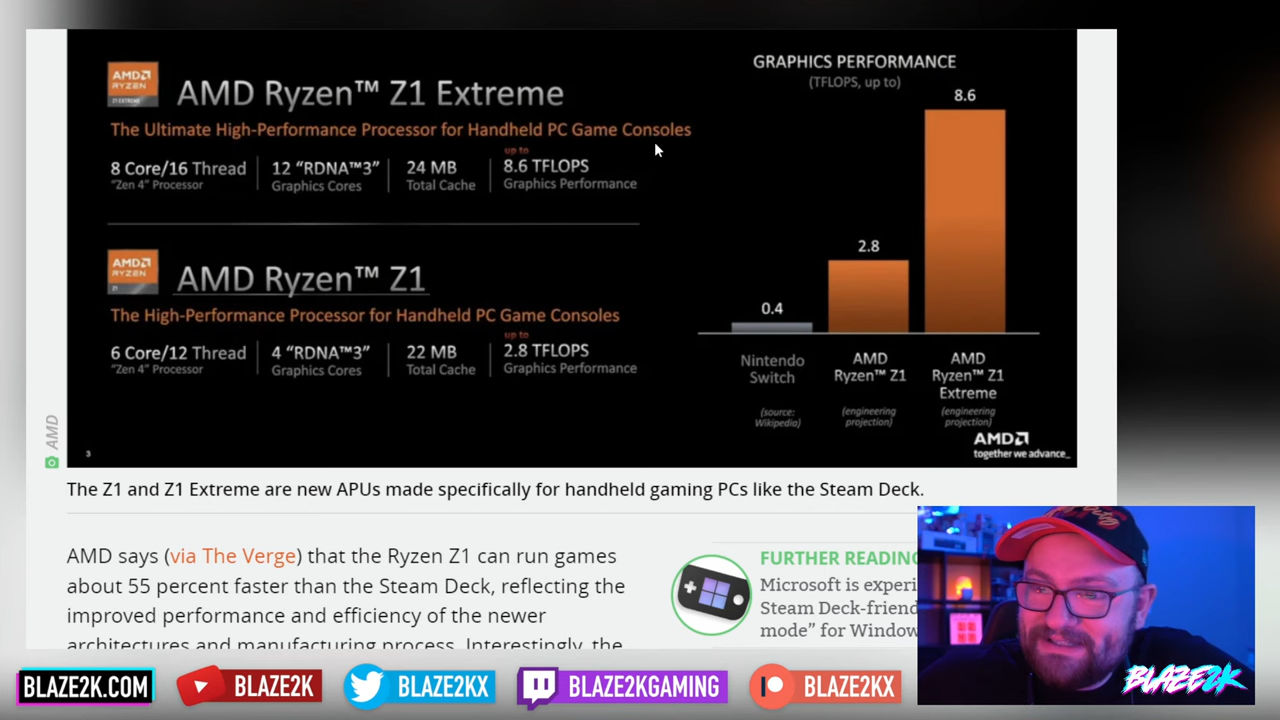 AMD
RYZEN
Z1 EXTREME
AMD Ryzen™ Z1 Extreme
The Ultimate High-Performance Processor for Handheld PC Game Consoles
8 Core/16 Thread
"Zen 4" Processor
12 "RDNA™3"
Graphics Cores
24 MB
Total Cache
up to
8.6 TFLOPS
Graphics Performance
AMD
RYZEN
Z1
AMD Ryzen™ Z1
The High-Performance Processor for Handheld PC Game Consoles
6 Core/12 Thread
"Zen 4" Processor
4 "RDNA™3"
Graphics Cores
22 MB
Total Cache
up to
2.8 TFLOPS
Graphics Performance
3
GRAPHICS PERFORMANCE
(TFLOPS, up to)
0.4
2.8
8.6
Nintendo
Switch
(source:
Wikipedia)
AMD
Ryzen™ Z1
(engineering
projection)
AMD
Ryzen™ Z1
Extreme
(engineering
projection)
AMD
together we advance_
AMD
The Z1 and Z1 Extreme are new APUs made specifically for handheld gaming PCs like the Steam Deck.
AMD says (via The Verge) that the Ryzen Z1 can run games
about 55 percent faster than the Steam Deck, reflecting the
improved performance and efficiency of the newer
architectures and manufacturing process. Interestingly, the
FURTHER READING
Microsoft is experi
Steam Deck-friend
mode" for Window
BLAZE2K.COM
BLAZE2K
BLAZE2KX
BLAZE2KGAMING
BLAZE2KX
BLAZE2K